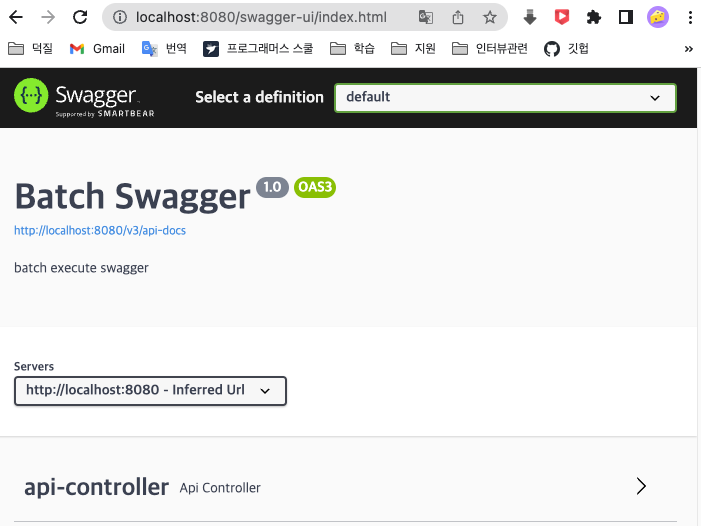 localhost:8080/swagger-ui/index.html
덕질 Gmail 번역 프로그래머스 스쿨 학습 지원 인터뷰관련 깃헙 »
{···} Swagger™ Select a definition default
Supported by SMARTBEAR
Batch Swagger 1.0 OAS3
http://localhost:8080/v3/api-docs
batch execute swagger
Servers
http://localhost:8080 - Inferred Url
api-controller Api Controller